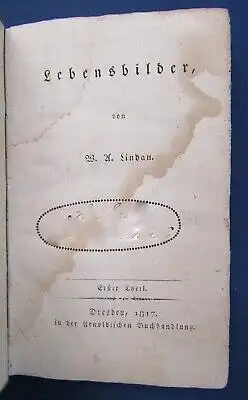 Lebensbilder,
von
W. A. Lindau.
Erster Theil.
Dresden, 1817.
in der Arnoldischen Buchhandlung.